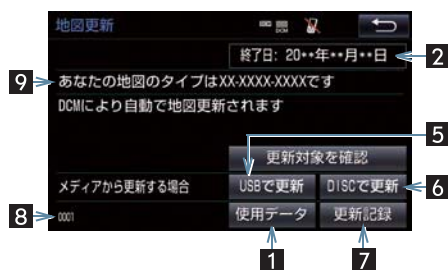 地図更新
DCM
終了日: 20**年**月**日
2
9
あなたの地図のタイプはXX-XXXX-XXXXです
DCMにより自動で地図更新されます
5
更新対象を確認
メディアから更新する場合 USBで更新 DISCで更新
6
8
0001 使用データ 更新記録
1 7